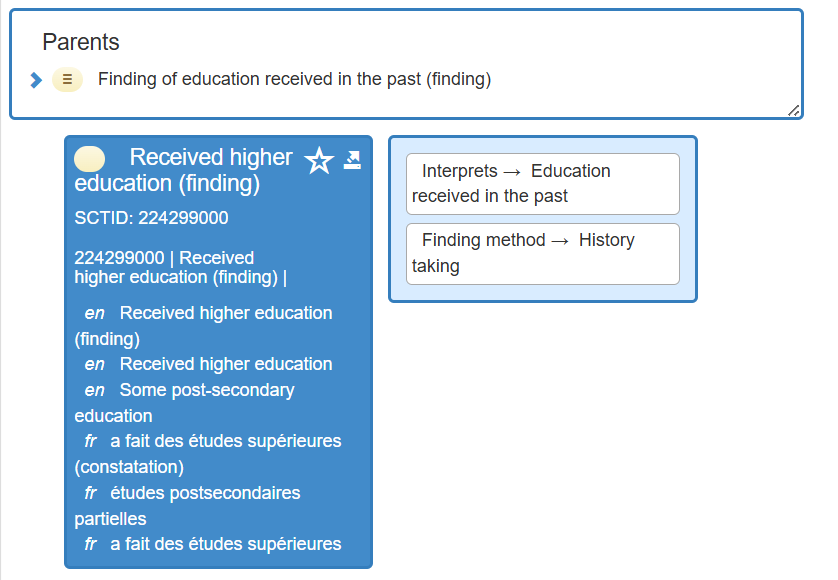 Parents
Finding of education received in the past (finding)
Received higher
education (finding)
SCTID: 224299000
224299000 | Received
higher education (finding) |
en Received higher education
(finding)
en Received higher education
en Some post-secondary
education
fr a fait des études supérieures
(constatation)
fr études postsecondaires
partielles
fr a fait des études supérieures
Interprets → Education
received in the past
Finding method → History
taking